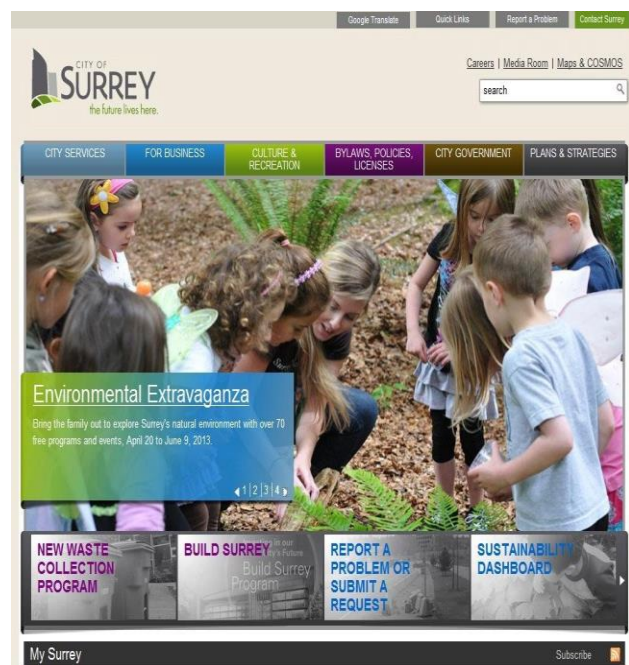 Google Translate
Quick Links
Report a Problem
Contact Surrey
CITY OF
SURREY
the future lives here.
Careers | Media Room | Maps & COSMOS
search
CITY SERVICES
FOR BUSINESS
CULTURE &
RECREATION
BYLAWS, POLICIES,
LICENSES
CITY GOVERNMENT
PLANS & STRATEGIES
Environmental Extravaganza
Bring the family out to explore Surrey's natural environment with over 70
free programs and events, April 20 to June 9, 2013.
1 | 2 | 3 | 4
NEW WASTE
COLLECTION
PROGRAM
BUILD SURREY
in our
City's Future
Build Surrey
Program
REPORT A
PROBLEM OR
SUBMIT A
REQUEST
SUSTAINABILITY
DASHBOARD
My Surrey
Subscribe